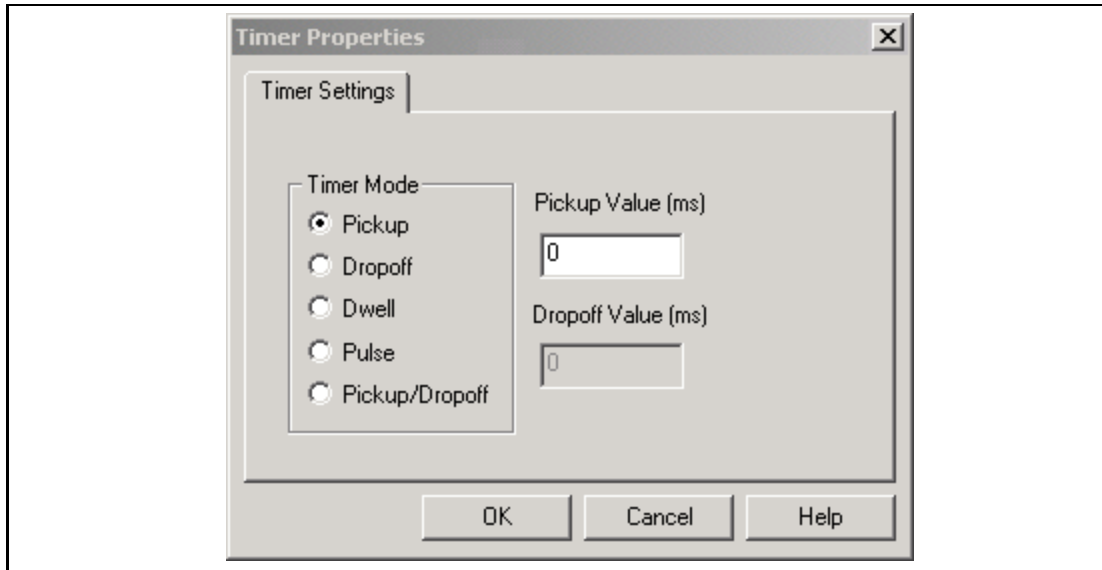 Timer Properties
Timer Settings
Timer Mode
Pickup
Dropoff
Dwell
Pulse
Pickup/Dropoff
Pickup Value (ms)
0
Dropoff Value (ms)
0
OK
Cancel
Help